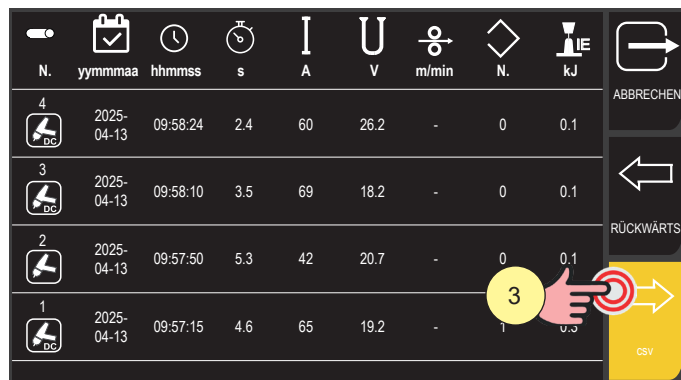 N. yymmmaa hhmmss s A V m/min N. kJ
IE
ABBRECHEN
4
DC
2025-
04-13
09:58:24 2.4 60 26.2 - 0 0.1
3
DC
2025-
04-13
09:58:10 3.5 69 18.2 - 0 0.1
RÜCKWÄRTS
2
2025-
04-13
09:57:50 5.3 42 20.7 - 0 0.1
3
1
DC
2025-
04-13
09:57:15 4.6 65 19.2 - 1 0.3
CSV